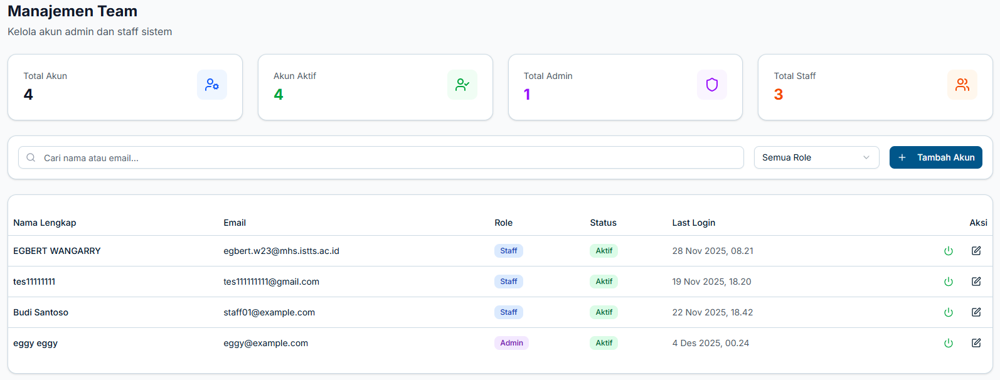 Manajemen Team
Kelola akun admin dan staff sistem
Total Akun
4
Akun Aktif
4
Total Admin
1
Total Staff
3
Cari nama atau email...
Semua Role
Tambah Akun
Nama Lengkap Email Role Status Last Login Aksi
EGBERT WANGARRY egbert.w23@mhs.istts.ac.id Staff Aktif 28 Nov 2025, 08.21
tes11111111 tes111111111@gmail.com Staff Aktif 19 Nov 2025, 18.20
Budi Santoso staff01@example.com Staff Aktif 22 Nov 2025, 18.42
eggy eggy eggy@example.com Admin Aktif 4 Des 2025, 00.24